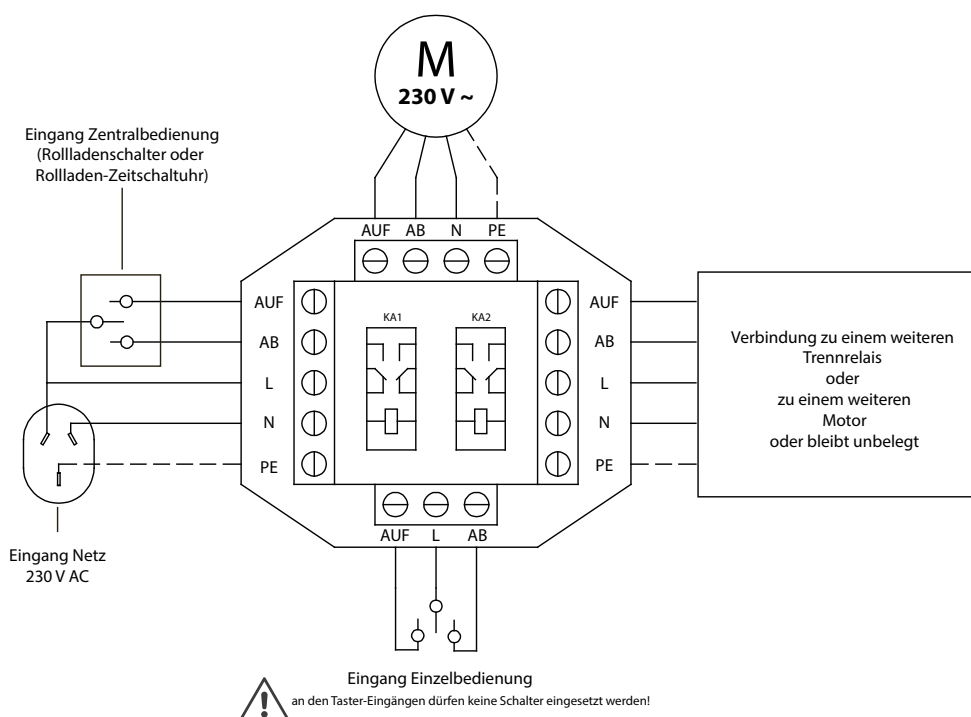 M
230 V ~
Eingang Zentralbedienung
(Rollladenschalter oder
Rollladen-Zeitschaltuhr)
AUF AB N PE
AUF
AB
L
N
PE
KA1
KA2
AUF
AB
L
N
PE
Verbindung zu einem weiteren
Trennrelais
oder
zu einem weiteren
Motor
oder bleibt unbelegt
AUF L AB
Eingang Netz
230 V AC
Eingang Einzelbedienung
! an den Taster-Eingängen dürfen keine Schalter eingesetzt werden!